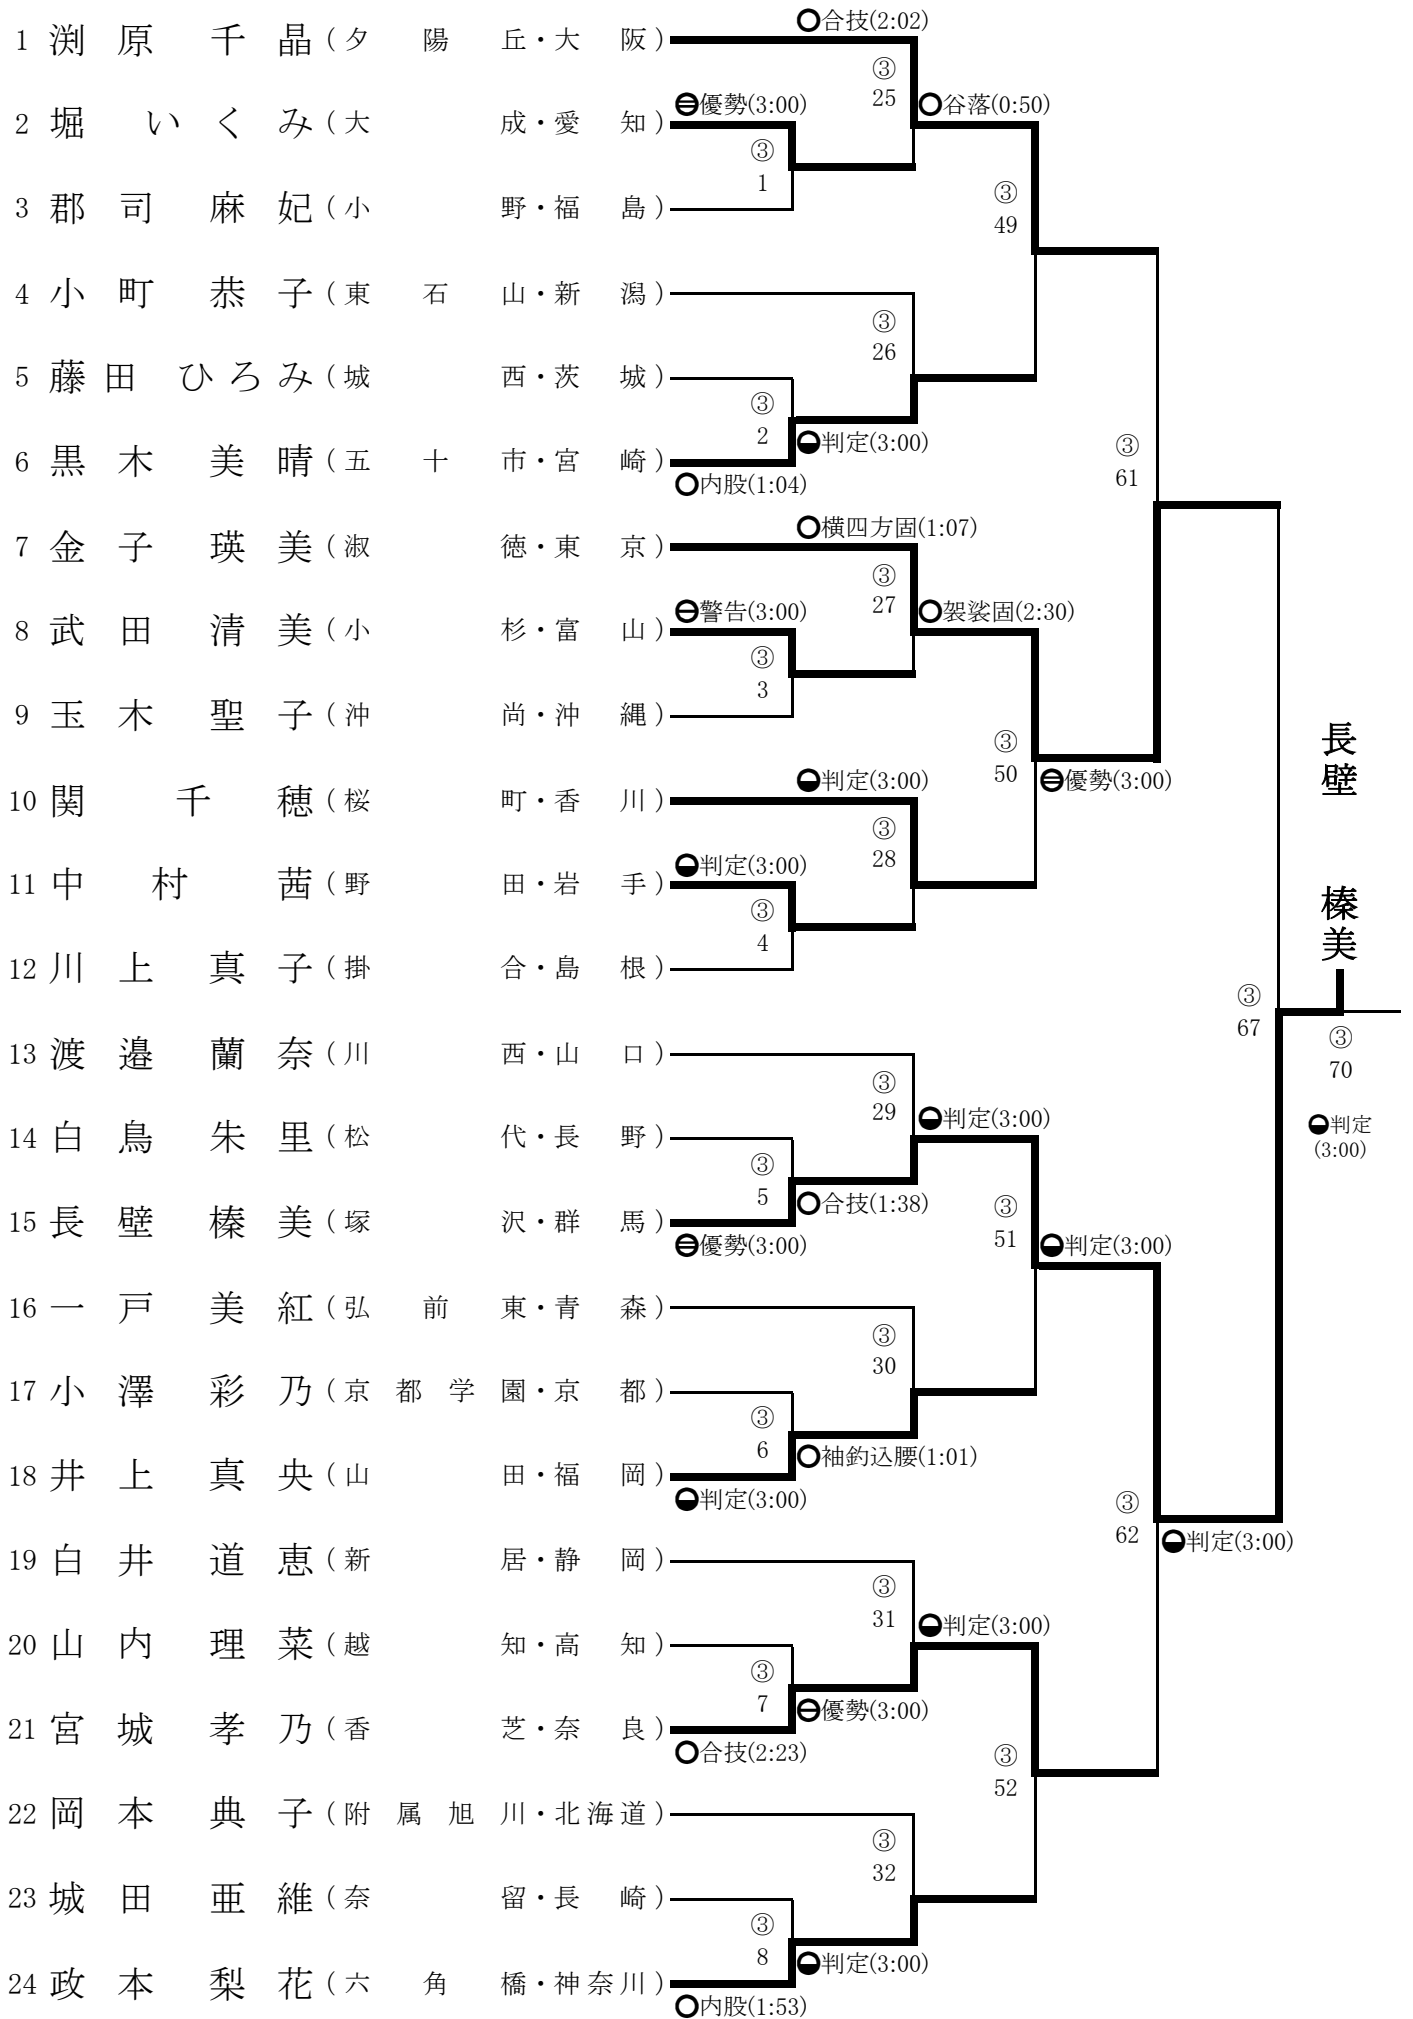 ○合技(2:02)
1 渕原 千晶(夕陽丘・大阪)
③
25
優勢(3:00)
○谷落(0:50)
2 堀 いくみ(大成・愛知)
③
1
③
49
3 郡司 麻妃(小野・福島)
4 小町 恭子(東石山・新潟)
③
26
5 藤田 ひろみ(城西・茨城)
③
2
判定(3:00)
6 黒木 美晴(五十市・宮崎)
○内股(1:04)
③
61
○横四方固(1:07)
7 金子 瑛美(淑徳・東京)
③
27
警告(3:00)
○袈裟固(2:30)
8 武田 清美(小杉・富山)
③
3
9 玉木 聖子(沖尚・沖縄)
③
50
判定(3:00)
優勢(3:00)
10 関 千穂(桜町・香川)
③
28
判定(3:00)
11 中村 茜(野田・岩手)
③
4
12 川上 真子(掛合・島根)
長壁 榛美
③
67
③
70
判定
(3:00)
13 渡邉 蘭奈(川西・山口)
③
29
判定(3:00)
14 白鳥 朱里(松代・長野)
③
5
○合技(1:38)
15 長壁 榛美(塚沢・群馬)
優勢(3:00)
③
51
判定(3:00)
16 一戸 美紅(弘前東・青森)
③
30
17 小澤 彩乃(京都学園・京都)
③
6
○袖釣込腰(1:01)
18 井上 真央(山田・福岡)
判定(3:00)
③
62
判定(3:00)
19 白井 道恵(新居・静岡)
③
31
判定(3:00)
20 山内 理菜(越知・高知)
③
7
優勢(3:00)
21 宮城 孝乃(香芝・奈良)
○合技(2:23)
③
52
22 岡本 典子(附属旭川・北海道)
③
32
23 城田 亜維(奈留・長崎)
③
8
判定(3:00)
24 政本 梨花(六角橋・神奈川)
○内股(1:53)